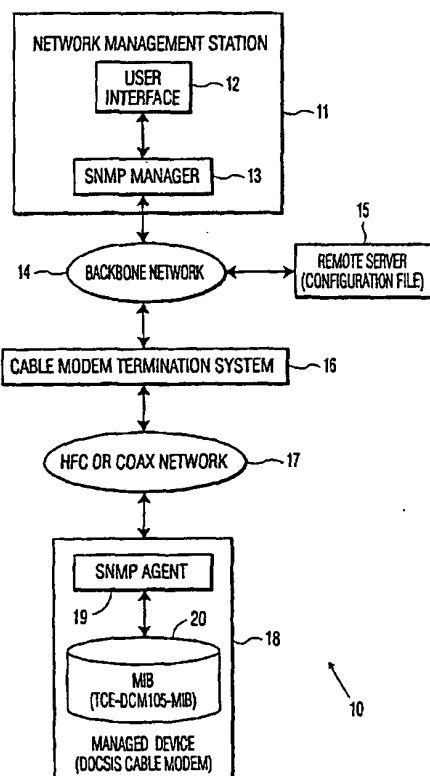 NETWORK MANAGEMENT STATION
USER
INTERFACE
12
11
SNMP MANAGER
13
15
14
BACKBONE NETWORK
REMOTE SERVER
(CONFIGURATION FILE)
CABLE MODEM TERMINATION SYSTEM
16
HFC OR COAX NETWORK
17
SNMP AGENT
19
20
18
MIB
(TCE-DCM105-MIB)
10
MANAGED DEVICE
(DOCSIS CABLE MODEM)